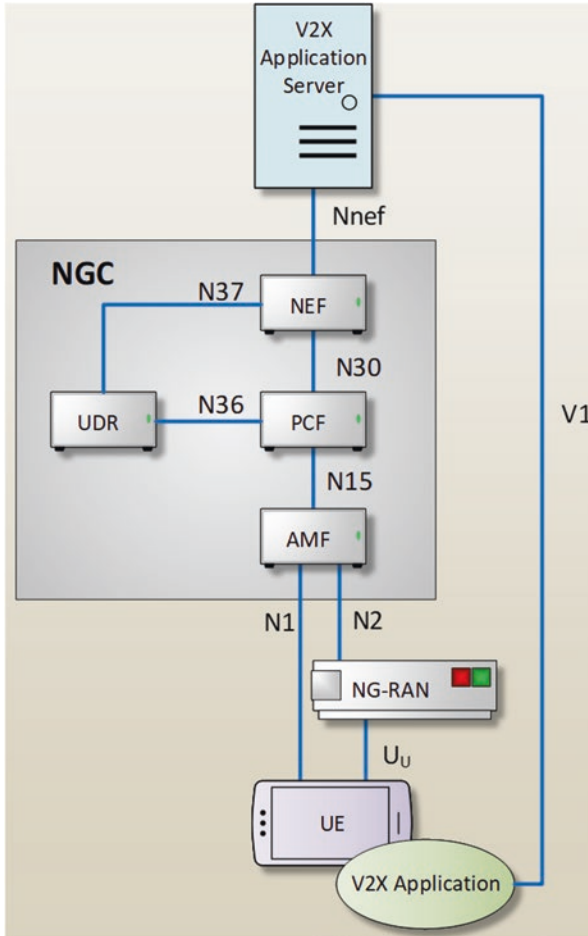 V2X
Application
Server
Nnef
NGC
N37
NEF
N30
UDR
N36
PCF
V1
N15
AMF
N1
N2
NG-RAN
UU
UE
V2X Application